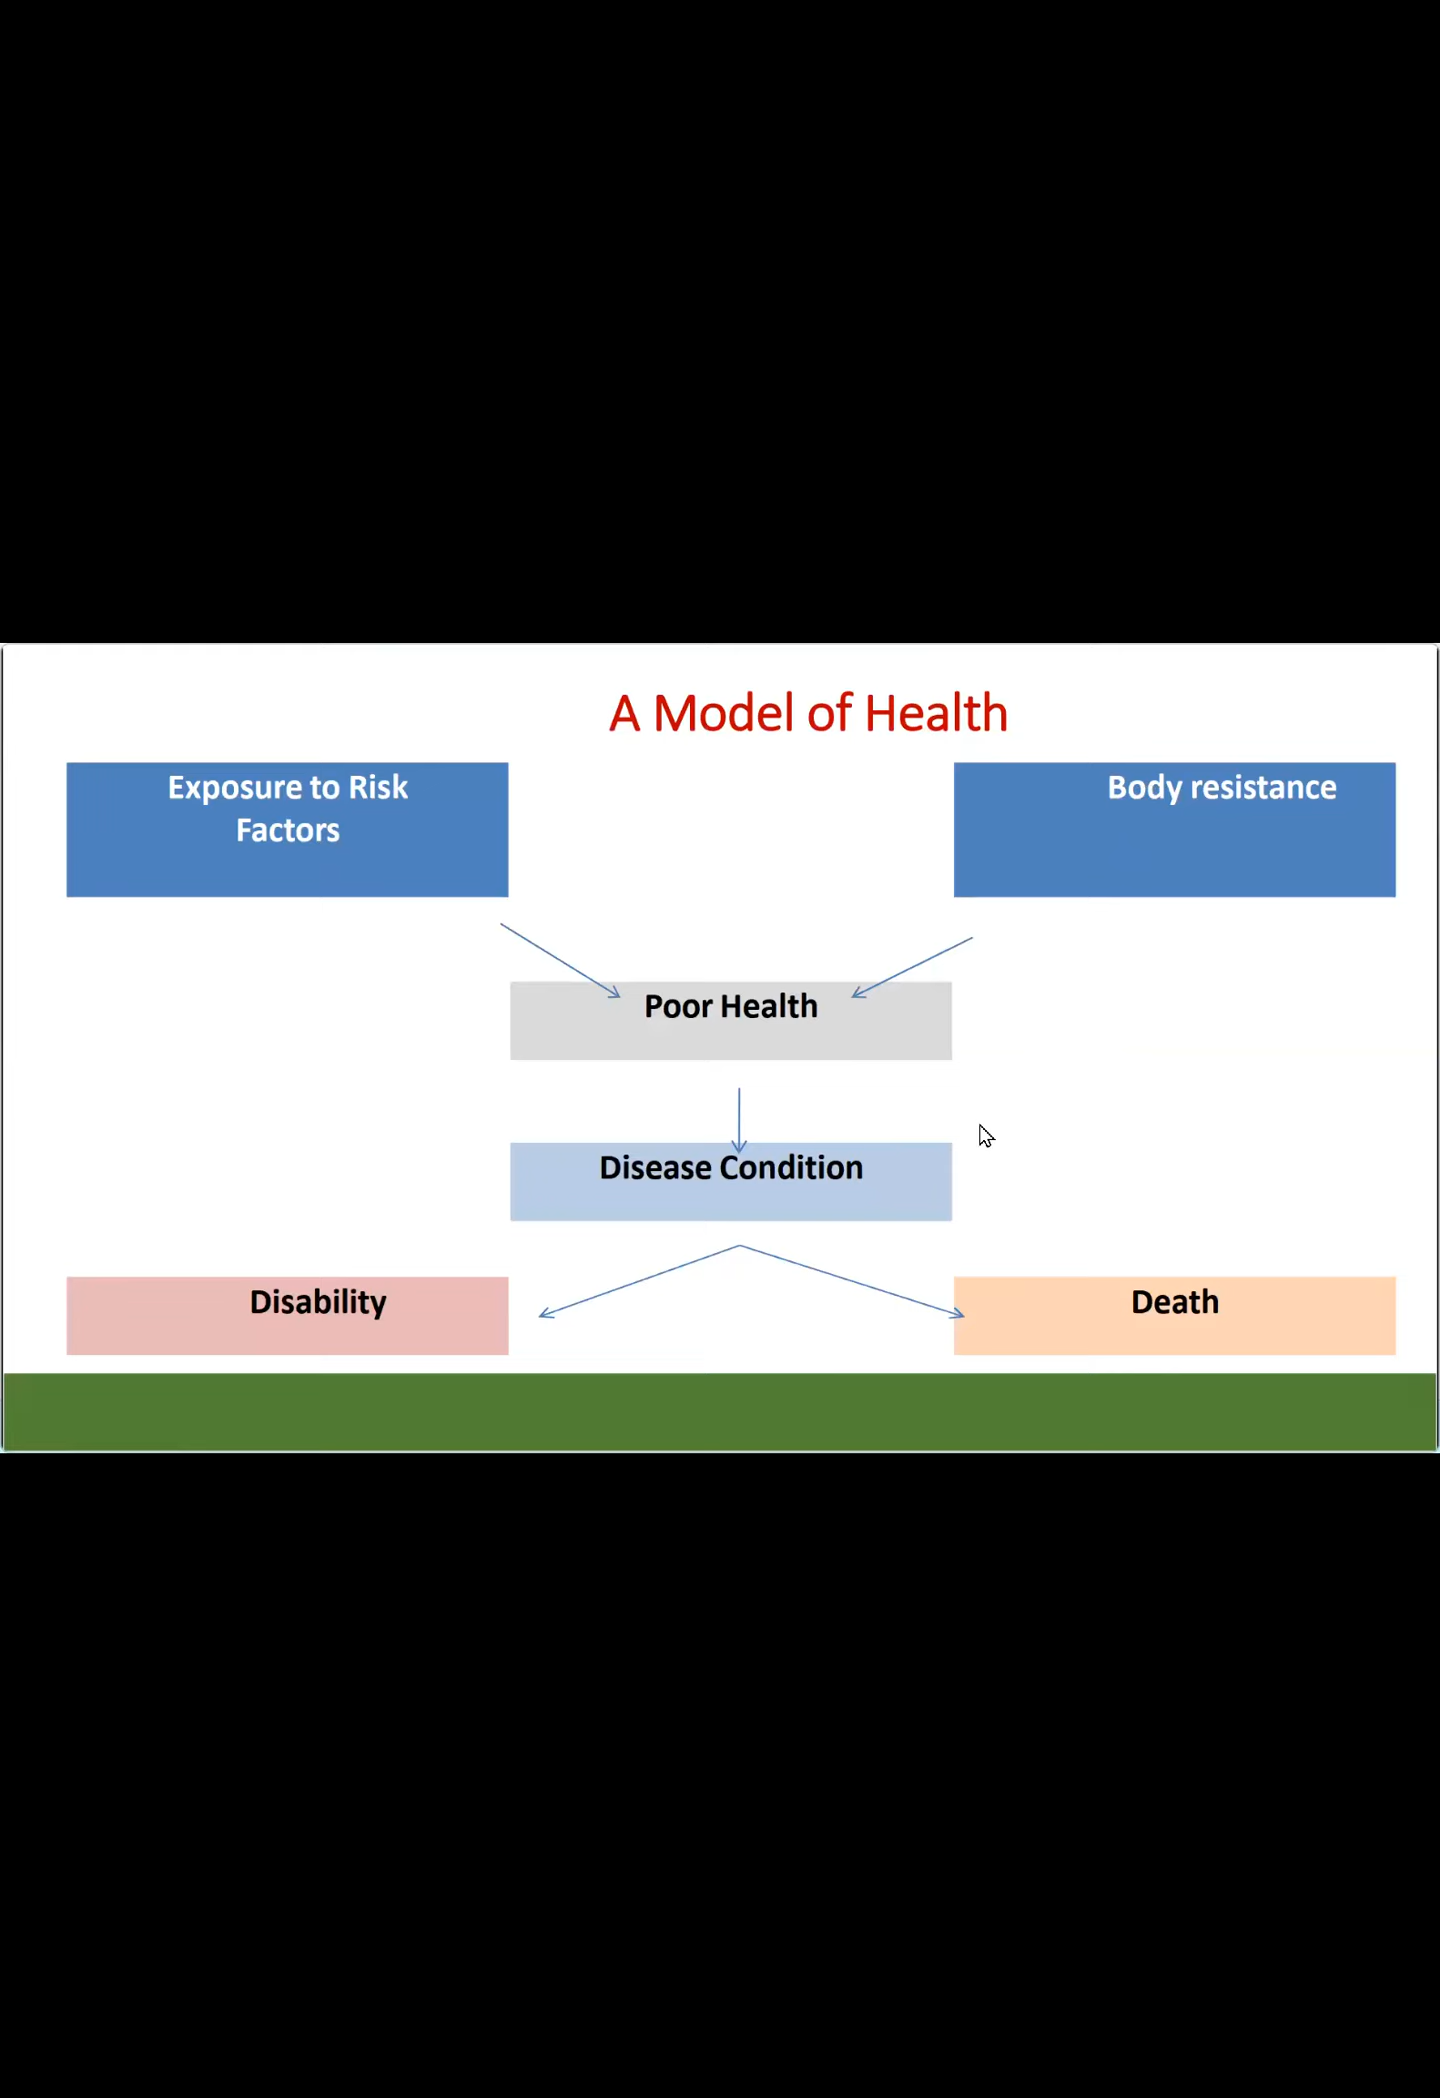 A Model of Health
Exposure to Risk
Factors
Body resistance
Poor Health
Disease Condition
Disability
Death